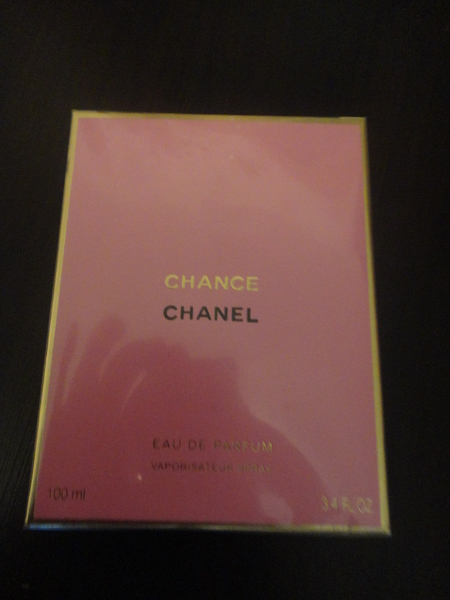 CHANCE
CHANEL
EAU DE PARFUM
VAPORISATEUR SPRAY
100 ml
3.4 FL. OZ